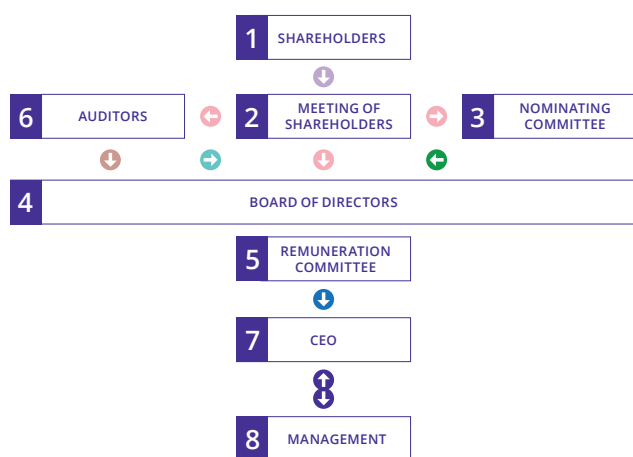 1 SHAREHOLDERS
6 AUDITORS
2 MEETING OF
SHAREHOLDERS
3 NOMINATING
COMMITTEE
4 BOARD OF DIRECTORS
5 REMUNERATION
COMMITTEE
7 CEO
8 MANAGEMENT